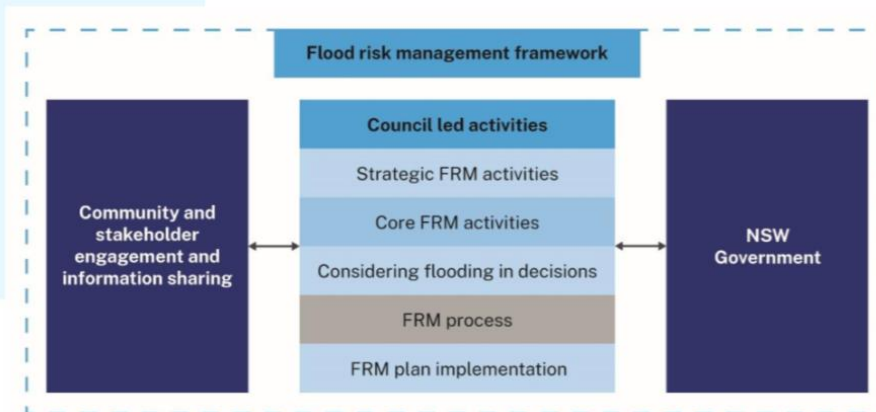 Flood risk management framework
Community and
stakeholder
engagement and
information sharing
Council led activities
Strategic FRM activities
Core FRM activities
Considering flooding in decisions
FRM process
FRM plan implementation
NSW
Government